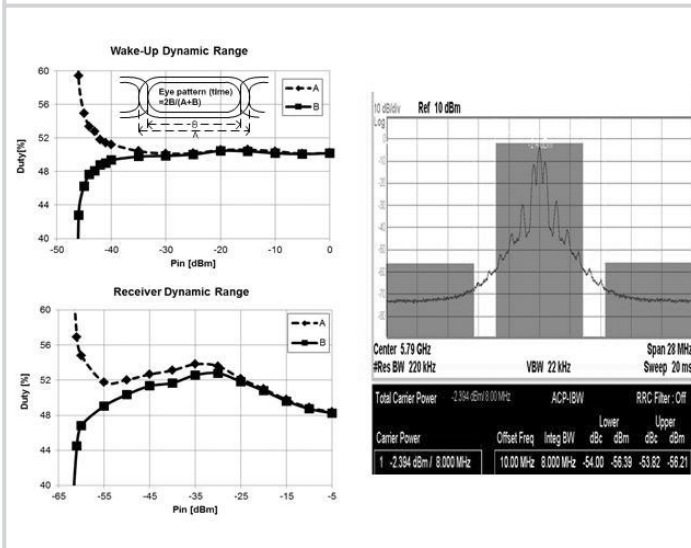 Wake-Up Dynamic Range
60
56
52
48
44
40
Duty[%]
Eye pattern (time)
=2B/(A+B)
B
A
A
B
-50 -40 -30 -20 -10 0
Pin [dBm]
Receiver Dynamic Range
60
56
52
48
44
40
Duty [%]
A
B
-65 -55 -45 -35 -25 -15 -5
Pin [dBm]
10 dB/div Ref 10 dBm
Log
Center 5.79 GHz Span 28 MHz
#Res BW 220 kHz VBW 22 kHz Sweep 20 ms
Total Carrier Power -2.394 dBm/ 8.00 MHz ACP-IBW RRC Filter : Off
Lower Upper
Carrier Power Offset Freq Integ BW dBc dBm dBc dBm
1 -2.394 dBm / 8.000 MHz 10.00 MHz 8.000 MHz -54.00 -56.39 -53.82 -56.21